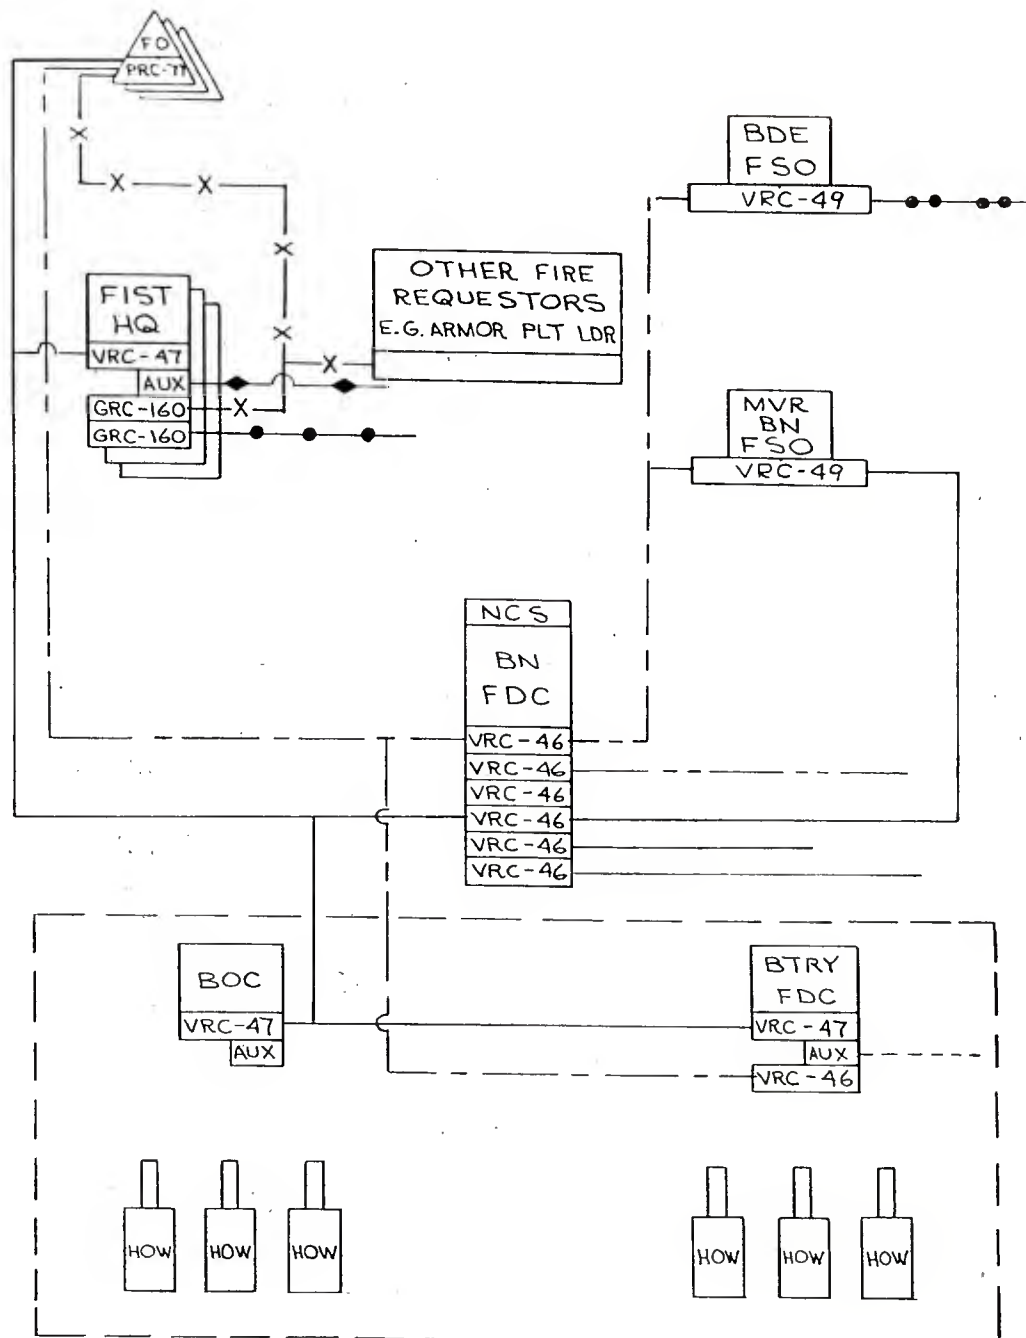 FO
PRC-77
BDE
FSO
VRC-49
OTHER FIRE
REQUESTORS
E.G. ARMOR PLT LDR
FIST
HQ
VRC-47
AUX
GRC-160
GRC-160
MVR
BN
FSO
VRC-49
NCS
BN
FDC
VRC-46
VRC-46
VRC-46
VRC-46
VRC-46
VRC-46
BOC
VRC-47
AUX
BTRY
FDC
VRC-47
AUX
VRC-46
HOW
HOW
HOW
HOW
HOW
HOW